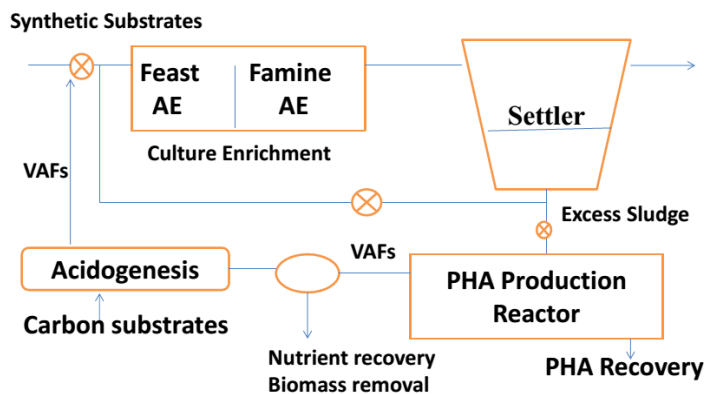 Synthetic Substrates
Feast
AE
Famine
AE
Settler
Culture Enrichment
VAFs
Excess Sludge
VAFs
Acidogenesis
PHA Production
Reactor
Carbon substrates
Nutrient recovery
Biomass removal
PHA Recovery